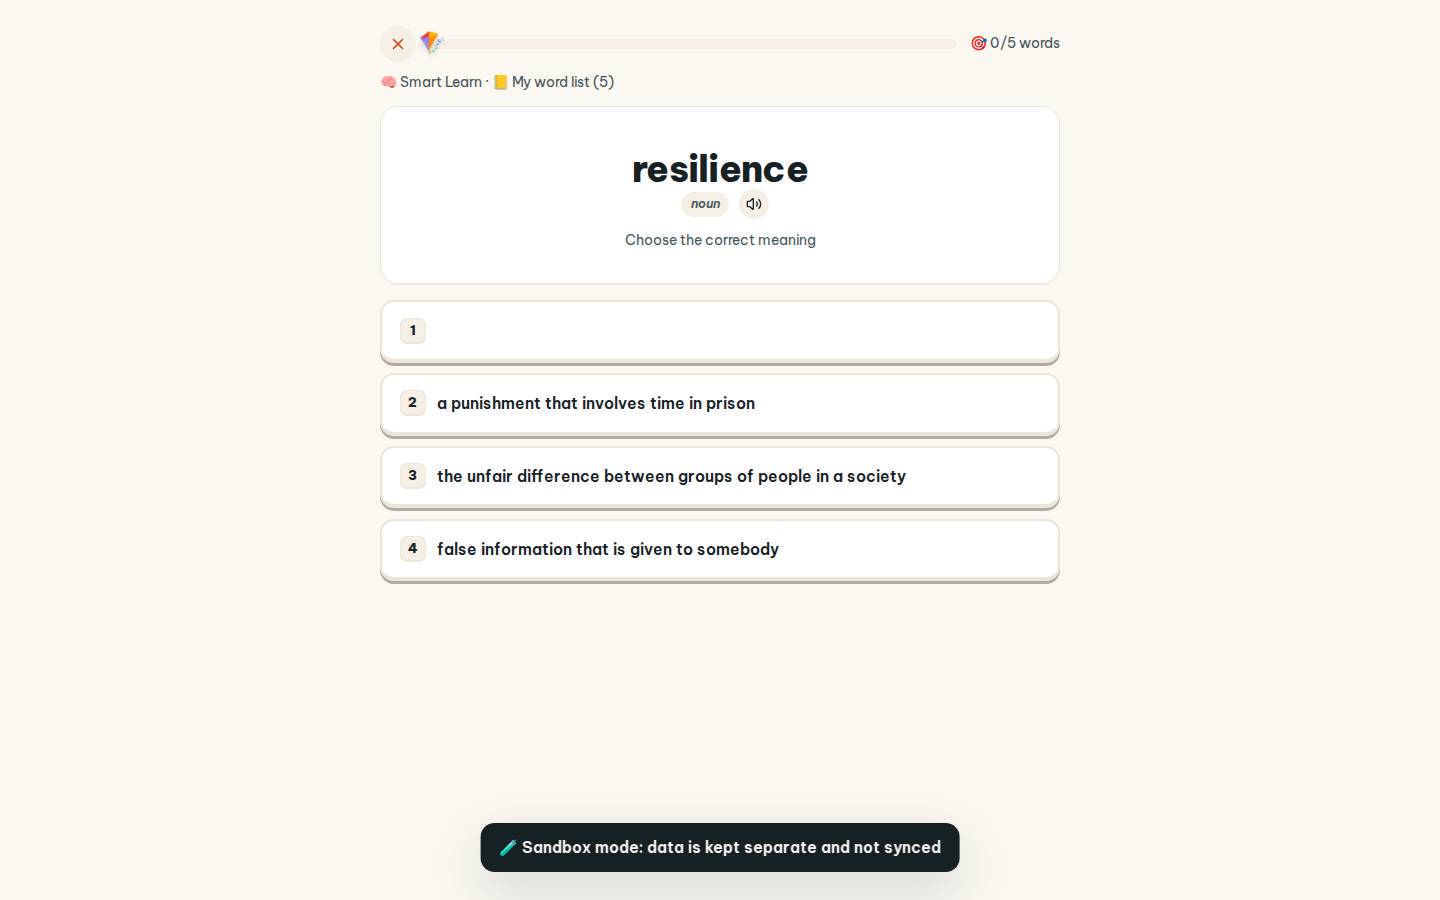 🎯 0/5 words
🧠 Smart Learn · 📒 My word list (5)
resilience
noun
Choose the correct meaning
1
2 a punishment that involves time in prison
3 the unfair difference between groups of people in a society
4 false information that is given to somebody
🧪 Sandbox mode: data is kept separate and not synced